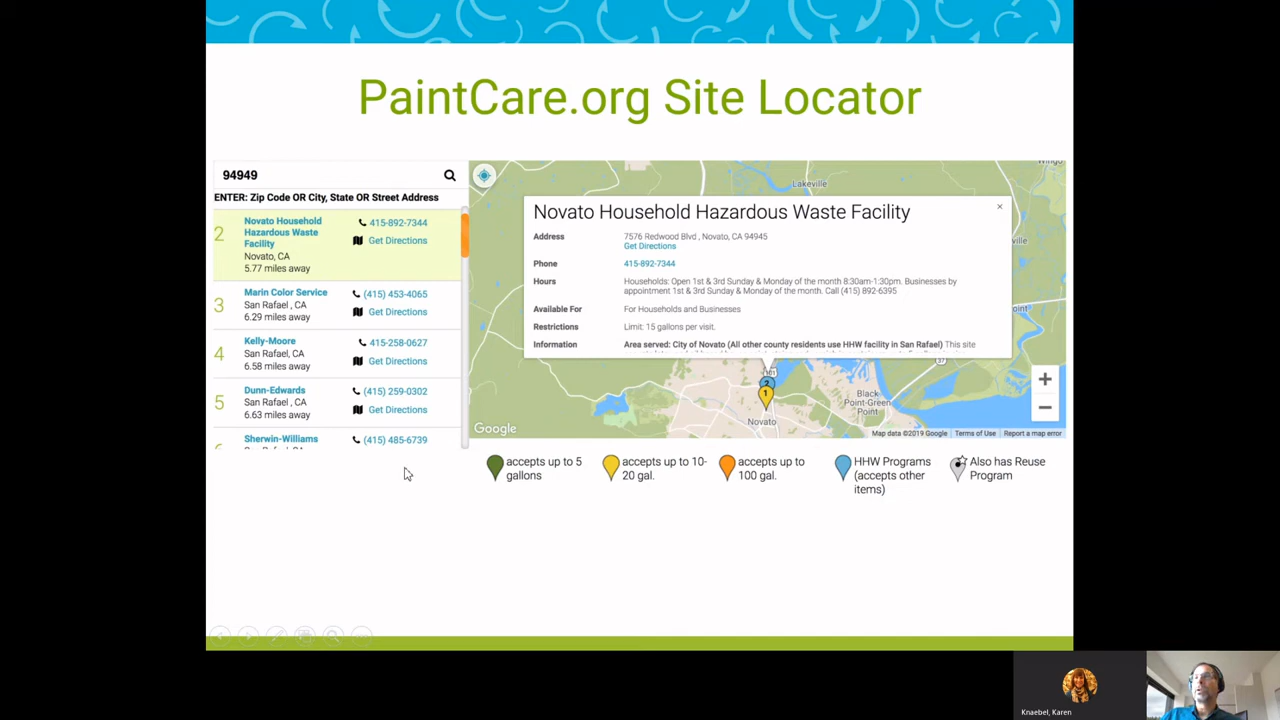 PaintCare.org Site Locator
94949
ENTER: Zip Code OR City, State OR Street Address
2
Novato Household
Hazardous Waste
Facility
Novato, CA
5.77 miles away
415-892-7344
Get Directions
3
Marin Color Service
San Rafael , CA
6.29 miles away
(415) 453-4065
Get Directions
4
Kelly-Moore
San Rafael, CA
6.58 miles away
415-258-0627
Get Directions
5
Dunn-Edwards
San Rafael , CA
6.63 miles away
(415) 259-0302
Get Directions
Sherwin-Williams
(415) 485-6739
Lakeville
Novato Household Hazardous Waste Facility
×
Address
7576 Redwood Blvd , Novato, CA 94945
Get Directions
Phone
415-892-7344
Hours
Households: Open 1st & 3rd Sunday & Monday of the month 8:30am-1:30pm. Businesses by
appointment 1st & 3rd Sunday & Monday of the month. Call (415) 892-6395
Available For
For Households and Businesses
Restrictions
Limit: 15 gallons per visit.
Information
Area served: City of Novato (All other county residents use HHW facility in San Rafael) This site
101
37
2
1
Black
Point-Green
Point
Novato
+
−
Google
Map data ©2019 Google
Terms of Use
Report a map error
accepts up to 5
gallons
accepts up to 10-
20 gal.
accepts up to
100 gal.
HHW Programs
(accepts other
items)
Also has Reuse
Program
Knaebel, Karen